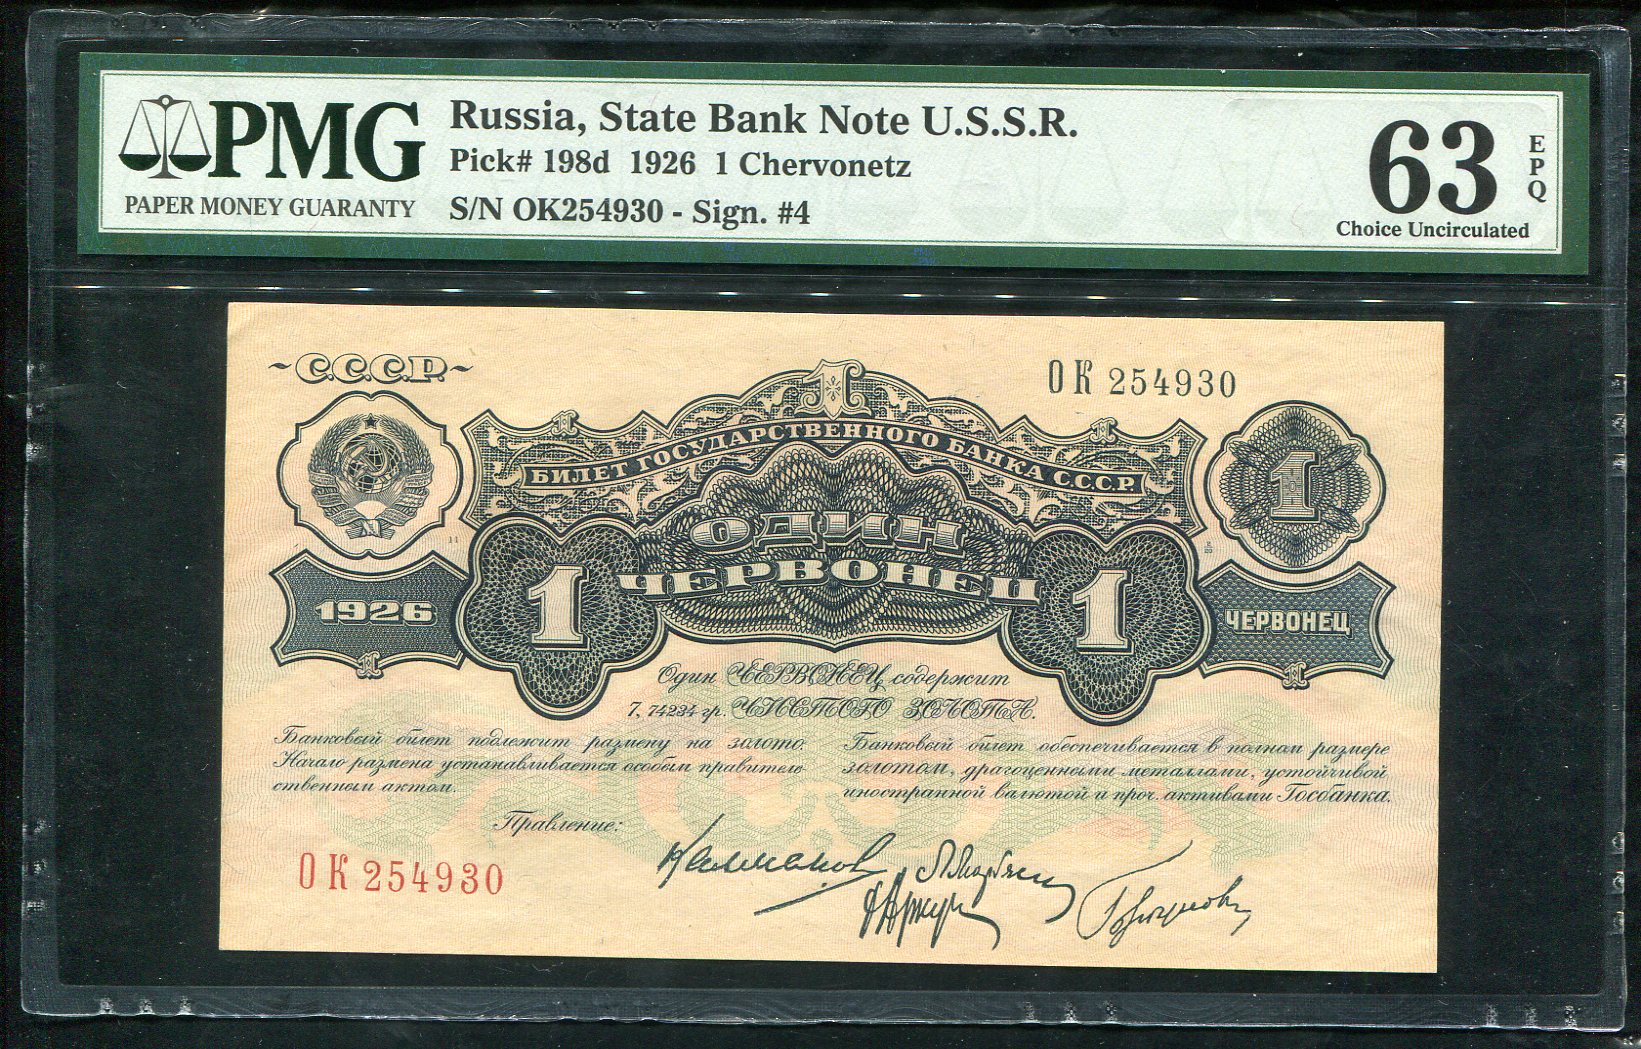 PMG
PAPER MONEY GUARANTY
Russia, State Bank Note U.S.S.R.
Pick# 198d 1926 1 Chervonetz
S/N OK254930 - Sign. #4
63
EPQ
Choice Uncirculated
С.С.С.Р.
ОК 254930
1
БИЛЕТ ГОСУДАРСТВЕННОГО БАНКА С.С.С.Р.
1
ОДИН
ЧЕРВОНЕЦ
11
1
1
1926
ЧЕРВОНЕЦ
Один ЧЕРВОНЕЦ содержит
7,74234 гр. ЧИСТОГО ЗОЛОТА.
Банковый билет подлежит размену на золото.
Начало размена устанавливается особым правителе
ственным актом.
Банковый билет обеспечивается в полном размере
золотом, драгоценными металлами, устойчивой
иностранной валютой и проч. активами Госбанка.
Правление:
ОК 254930